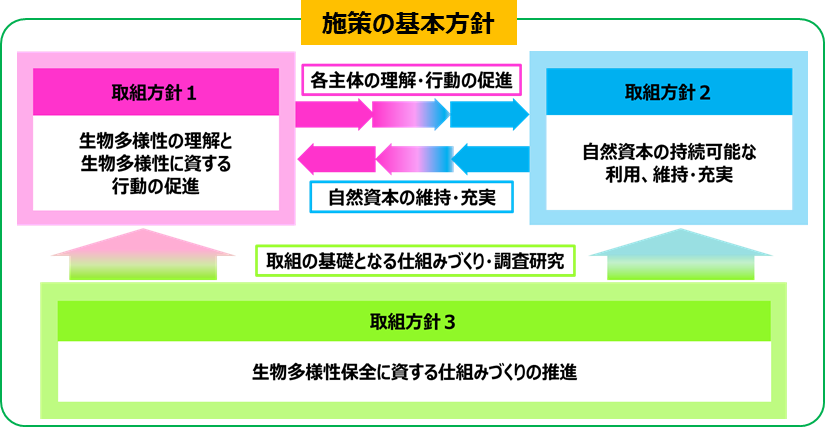 施策の基本方針
取組方針１
生物多様性の理解と
生物多様性に資する
行動の促進
各主体の理解・行動の促進
自然資本の維持・充実
取組方針２
自然資本の持続可能な
利用、維持・充実
取組の基礎となる仕組みづくり・調査研究
取組方針３
生物多様性保全に資する仕組みづくりの推進